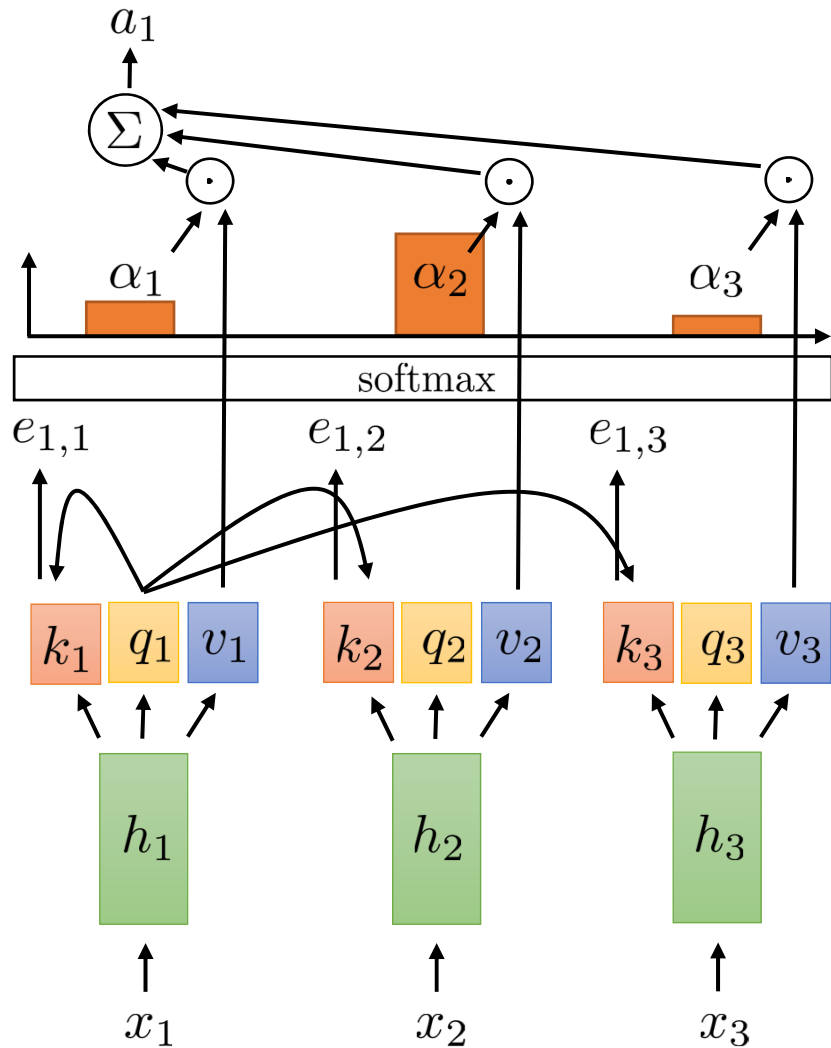 a₁
Σ
· · ·
α₁ α₂ α₃
softmax
e₁,₁ e₁,₂ e₁,₃
k₁ q₁ v₁ k₂ q₂ v₂ k₃ q₃ v₃
h₁ h₂ h₃
x₁ x₂ x₃